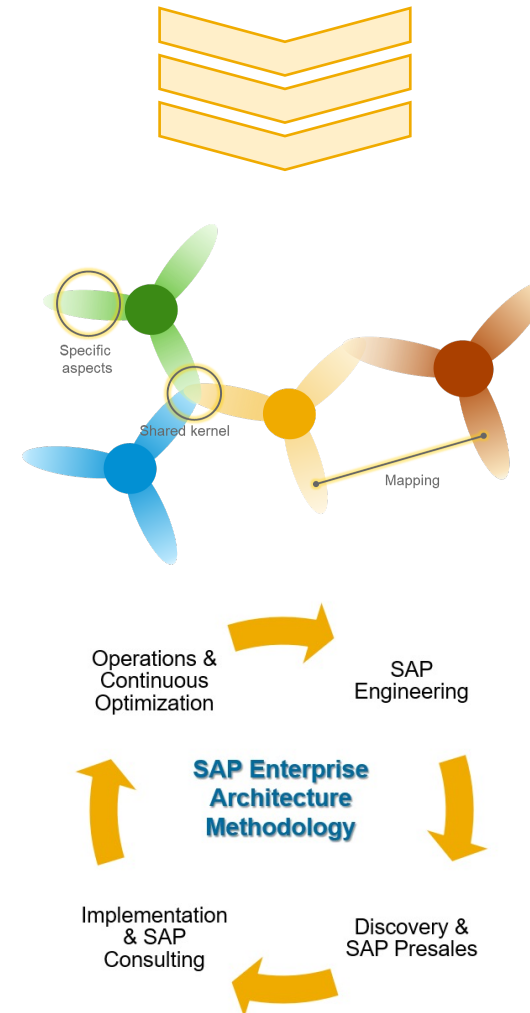 Specific
aspects
Shared kernel
Mapping
Operations &
Continuous
Optimization
SAP
Engineering
SAP Enterprise
Architecture
Methodology
Implementation
& SAP
Consulting
Discovery &
SAP Presales